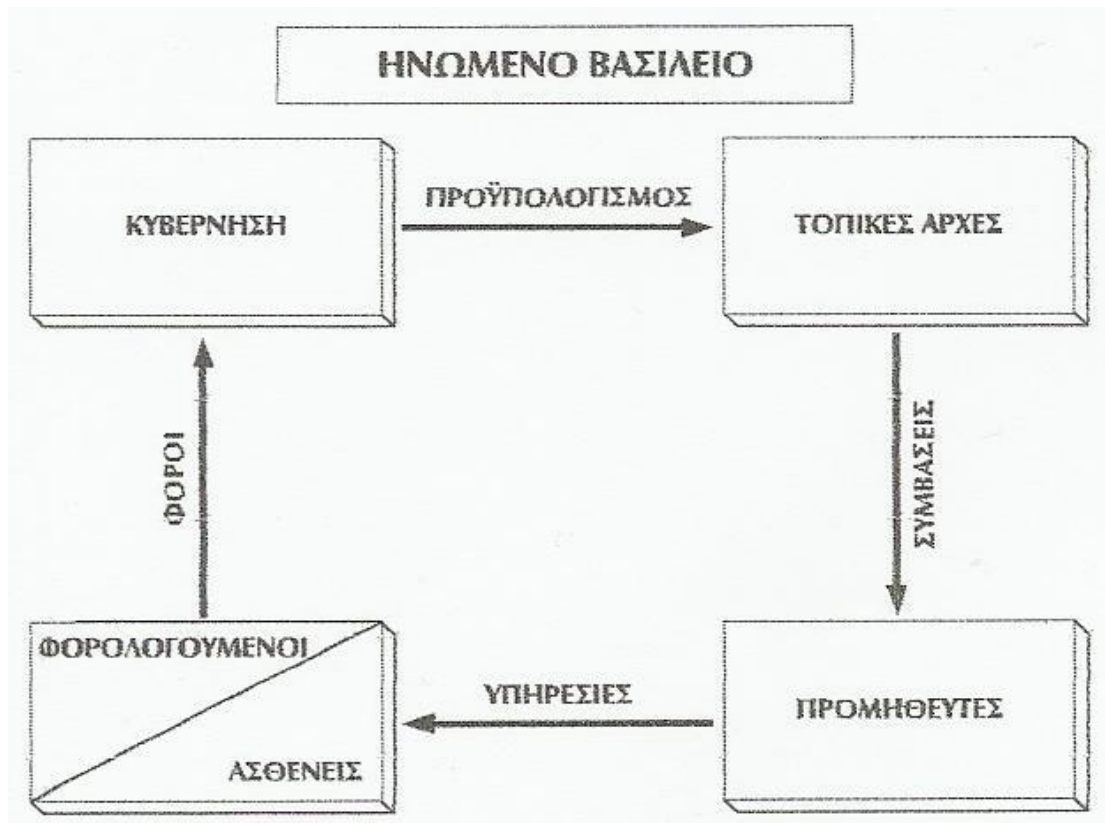 ΗΝΩΜΕΝΟ ΒΑΣΙΛΕΙΟ
ΚΥΒΕΡΝΗΣΗ
ΠΡΟΫΠΟΛΟΓΙΣΜΟΣ
ΤΟΠΙΚΕΣ ΑΡΧΕΣ
ΦΟΡΟΙ
ΣΥΜΒΑΣΕΙΣ
ΦΟΡΟΛΟΓΟΥΜΕΝΟΙ
ΑΣΘΕΝΕΙΣ
ΥΠΗΡΕΣΙΕΣ
ΠΡΟΜΗΘΕΥΤΕΣ